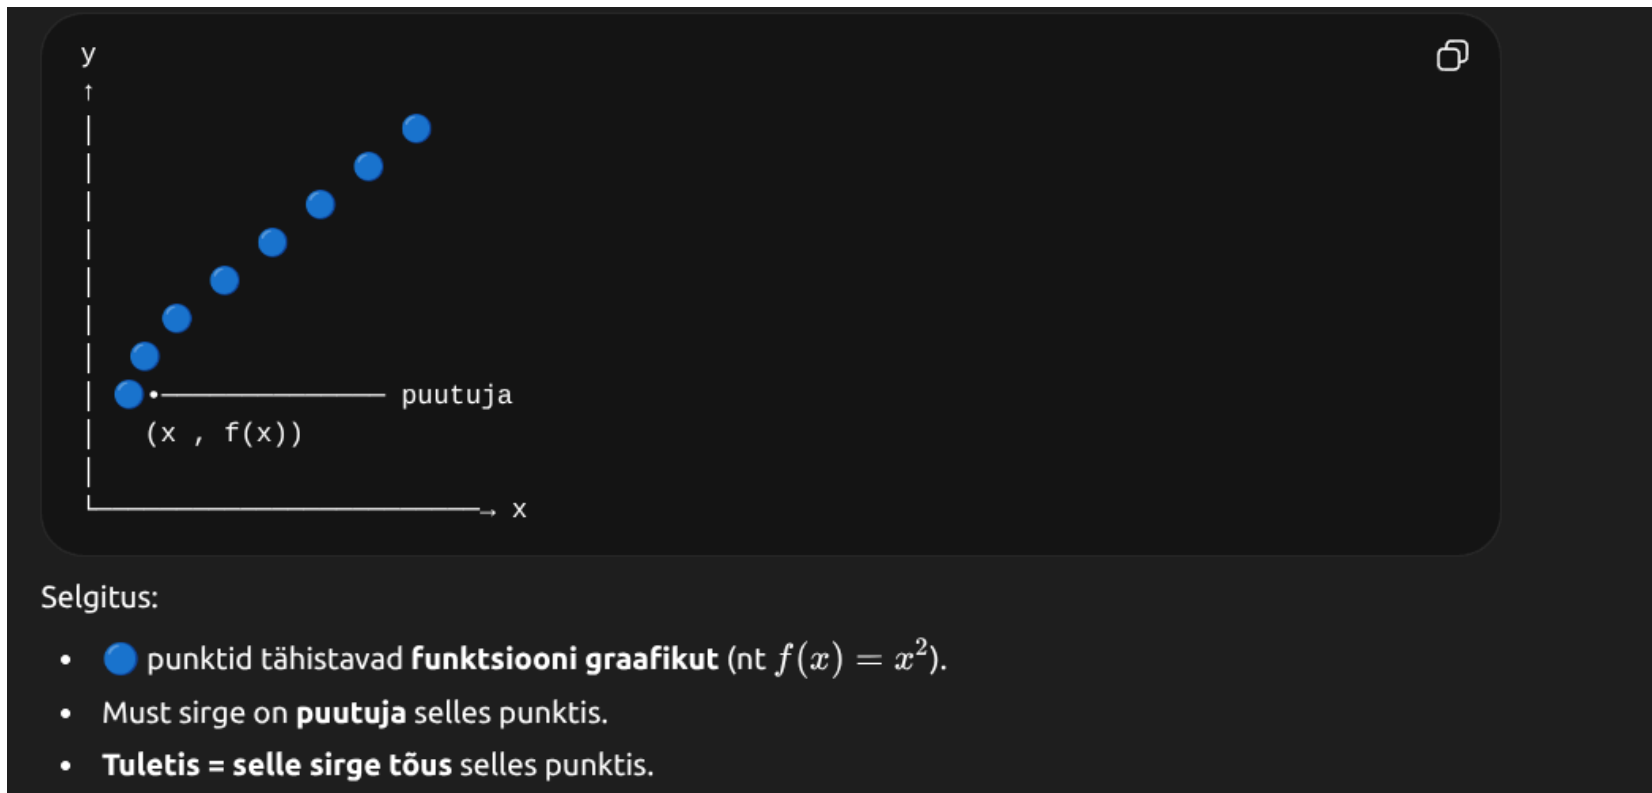 y
puutuja
(x , f(x))
x
Selgitus:
punktid tähistavad funktsiooni graafikut (nt f(x) = x²).
Must sirge on puutuja selles punktis.
Tuletis = selle sirge tõus selles punktis.